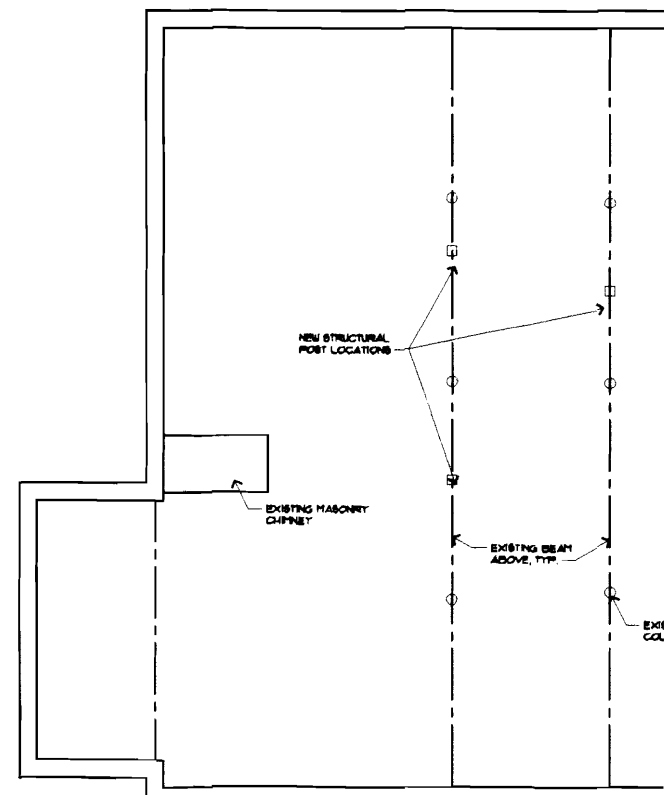 NEW STRUCTURAL
POST LOCATIONS
EXISTING MASONRY
CHIMNEY
EXISTING BEAM
ABOVE, TYP.